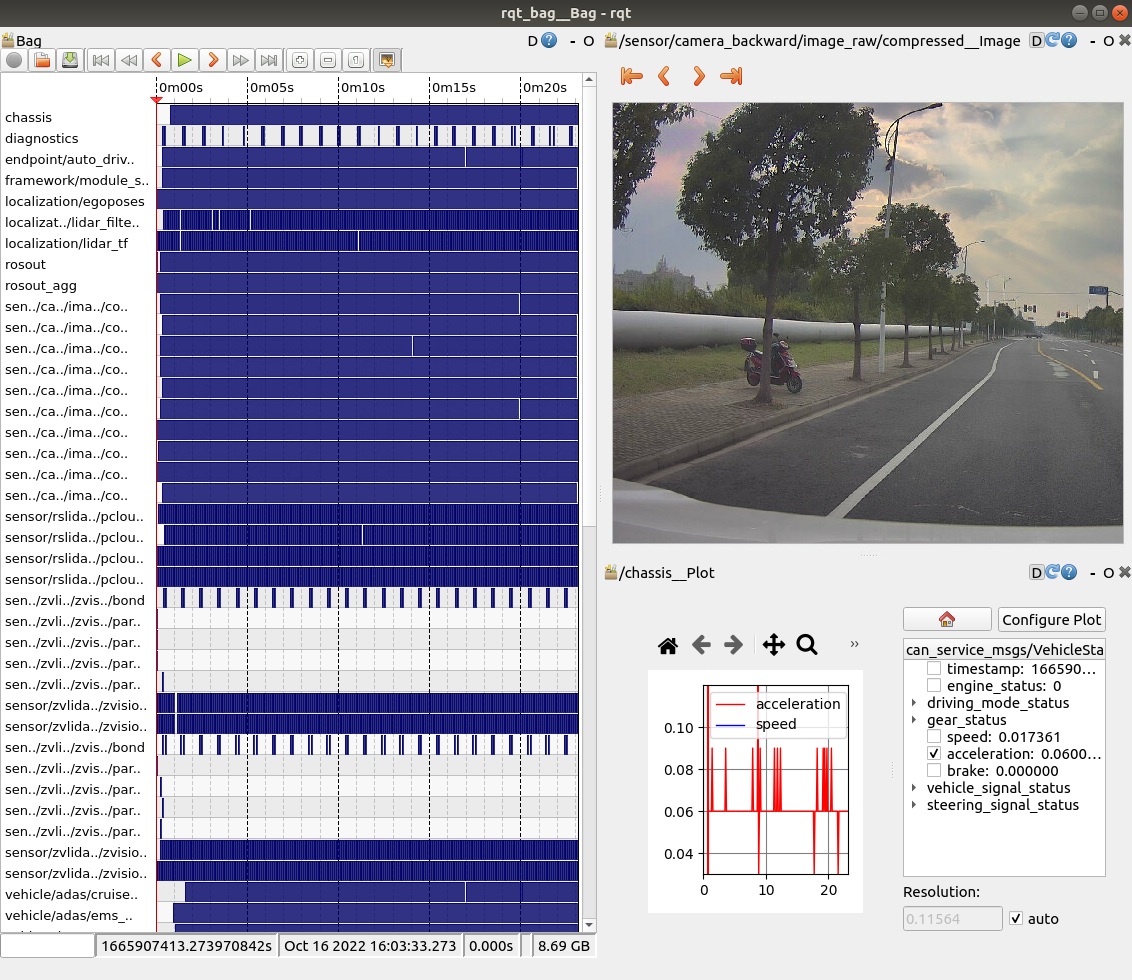 rqt_bag__Bag - rqt
Bag
D
- O
0m00s 0m05s 0m10s 0m15s 0m20s
chassis
diagnostics
endpoint/auto_driv..
framework/module_s..
localization/egoposes
localizat../lidar_filte..
localization/lidar_tf
rosout
rosout_agg
sen../ca../ima../co..
sen../ca../ima../co..
sen../ca../ima../co..
sen../ca../ima../co..
sen../ca../ima../co..
sen../ca../ima../co..
sen../ca../ima../co..
sen../ca../ima../co..
sen../ca../ima../co..
sen../ca../ima../co..
sensor/rslida../pclou..
sensor/rslida../pclou..
sensor/rslida../pclou..
sensor/rslida../pclou..
sen../zvli../zvis../bond
sen../zvli../zvis../par..
sen../zvli../zvis../par..
sen../zvli../zvis../par..
sen../zvli../zvis../par..
sensor/zvlida../zvisio..
sensor/zvlida../zvisio..
sen../zvli../zvis../bond
sen../zvli../zvis../par..
sen../zvli../zvis../par..
sen../zvli../zvis../par..
sen../zvli../zvis../par..
sensor/zvlida../zvisio..
sensor/zvlida../zvisio..
vehicle/adas/cruise..
vehicle/adas/ems_..
1665907413.273970842s
Oct 16 2022 16:03:33.273
0.000s
8.69 GB
/sensor/camera_backward/image_raw/compressed__Image
D
- O
/chassis__Plot
D
- O
Configure Plot
acceleration
speed
0.10
0.08
0.06
0.04
0 10 20
can_service_msgs/VehicleSta
timestamp: 166590...
engine_status: 0
driving_mode_status
gear_status
speed: 0.017361
acceleration: 0.0600...
brake: 0.000000
vehicle_signal_status
steering_signal_status
Resolution:
0.11564
auto